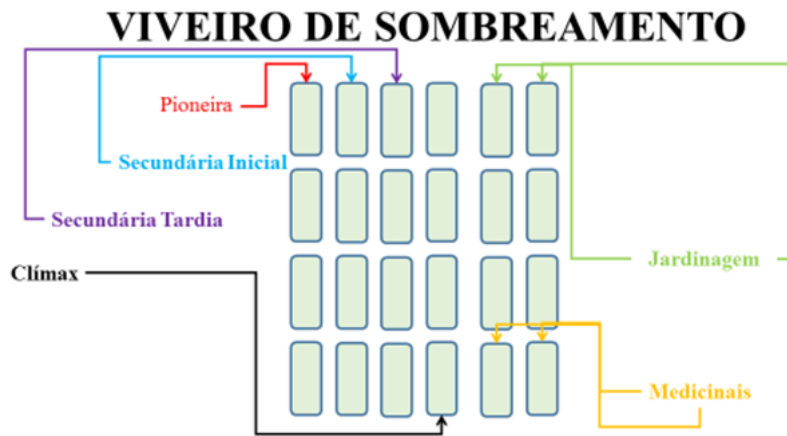 VIVEIRO DE SOMBREAMENTO
Pioneira
Secundária Inicial
Secundária Tardia
Clímax
Jardinagem
Medicinais